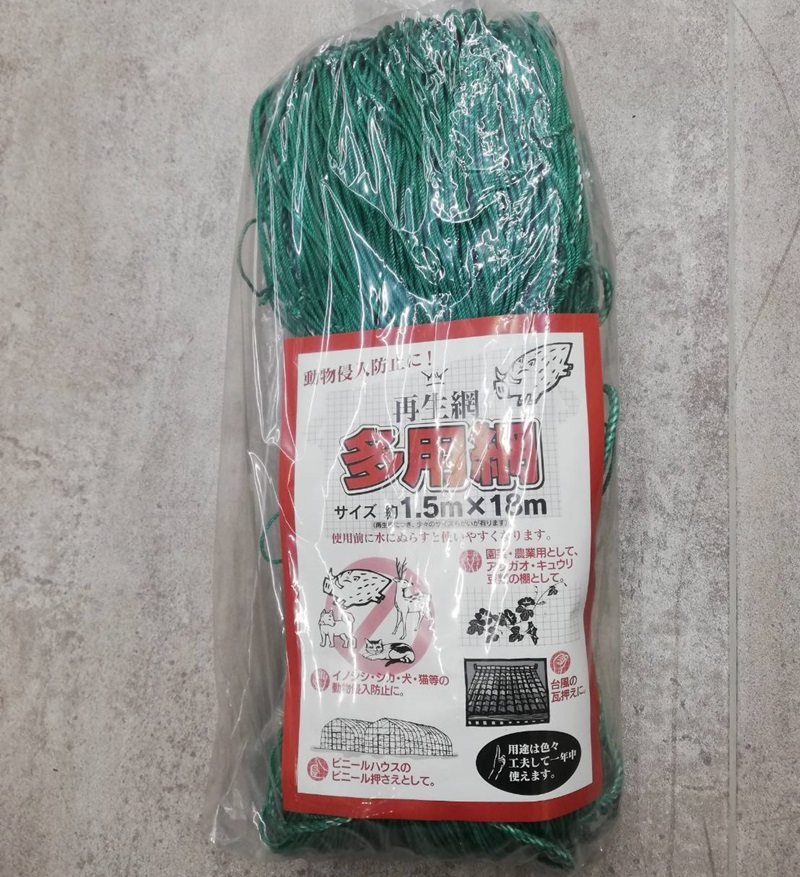 動物侵入防止に!
再生網
多用網
サイズ 約1.5m×18m
使用前に水にぬらすと使いやすくなります。
園芸・農業用として、
アサガオ・キュウリ
の棚として。
イノシシ・シカ・犬・猫等の
動物侵入防止に。
台風の
瓦押えに。
ビニールハウスの
ビニール押さえとして。
用途は色々
工夫して一年中
使えます。